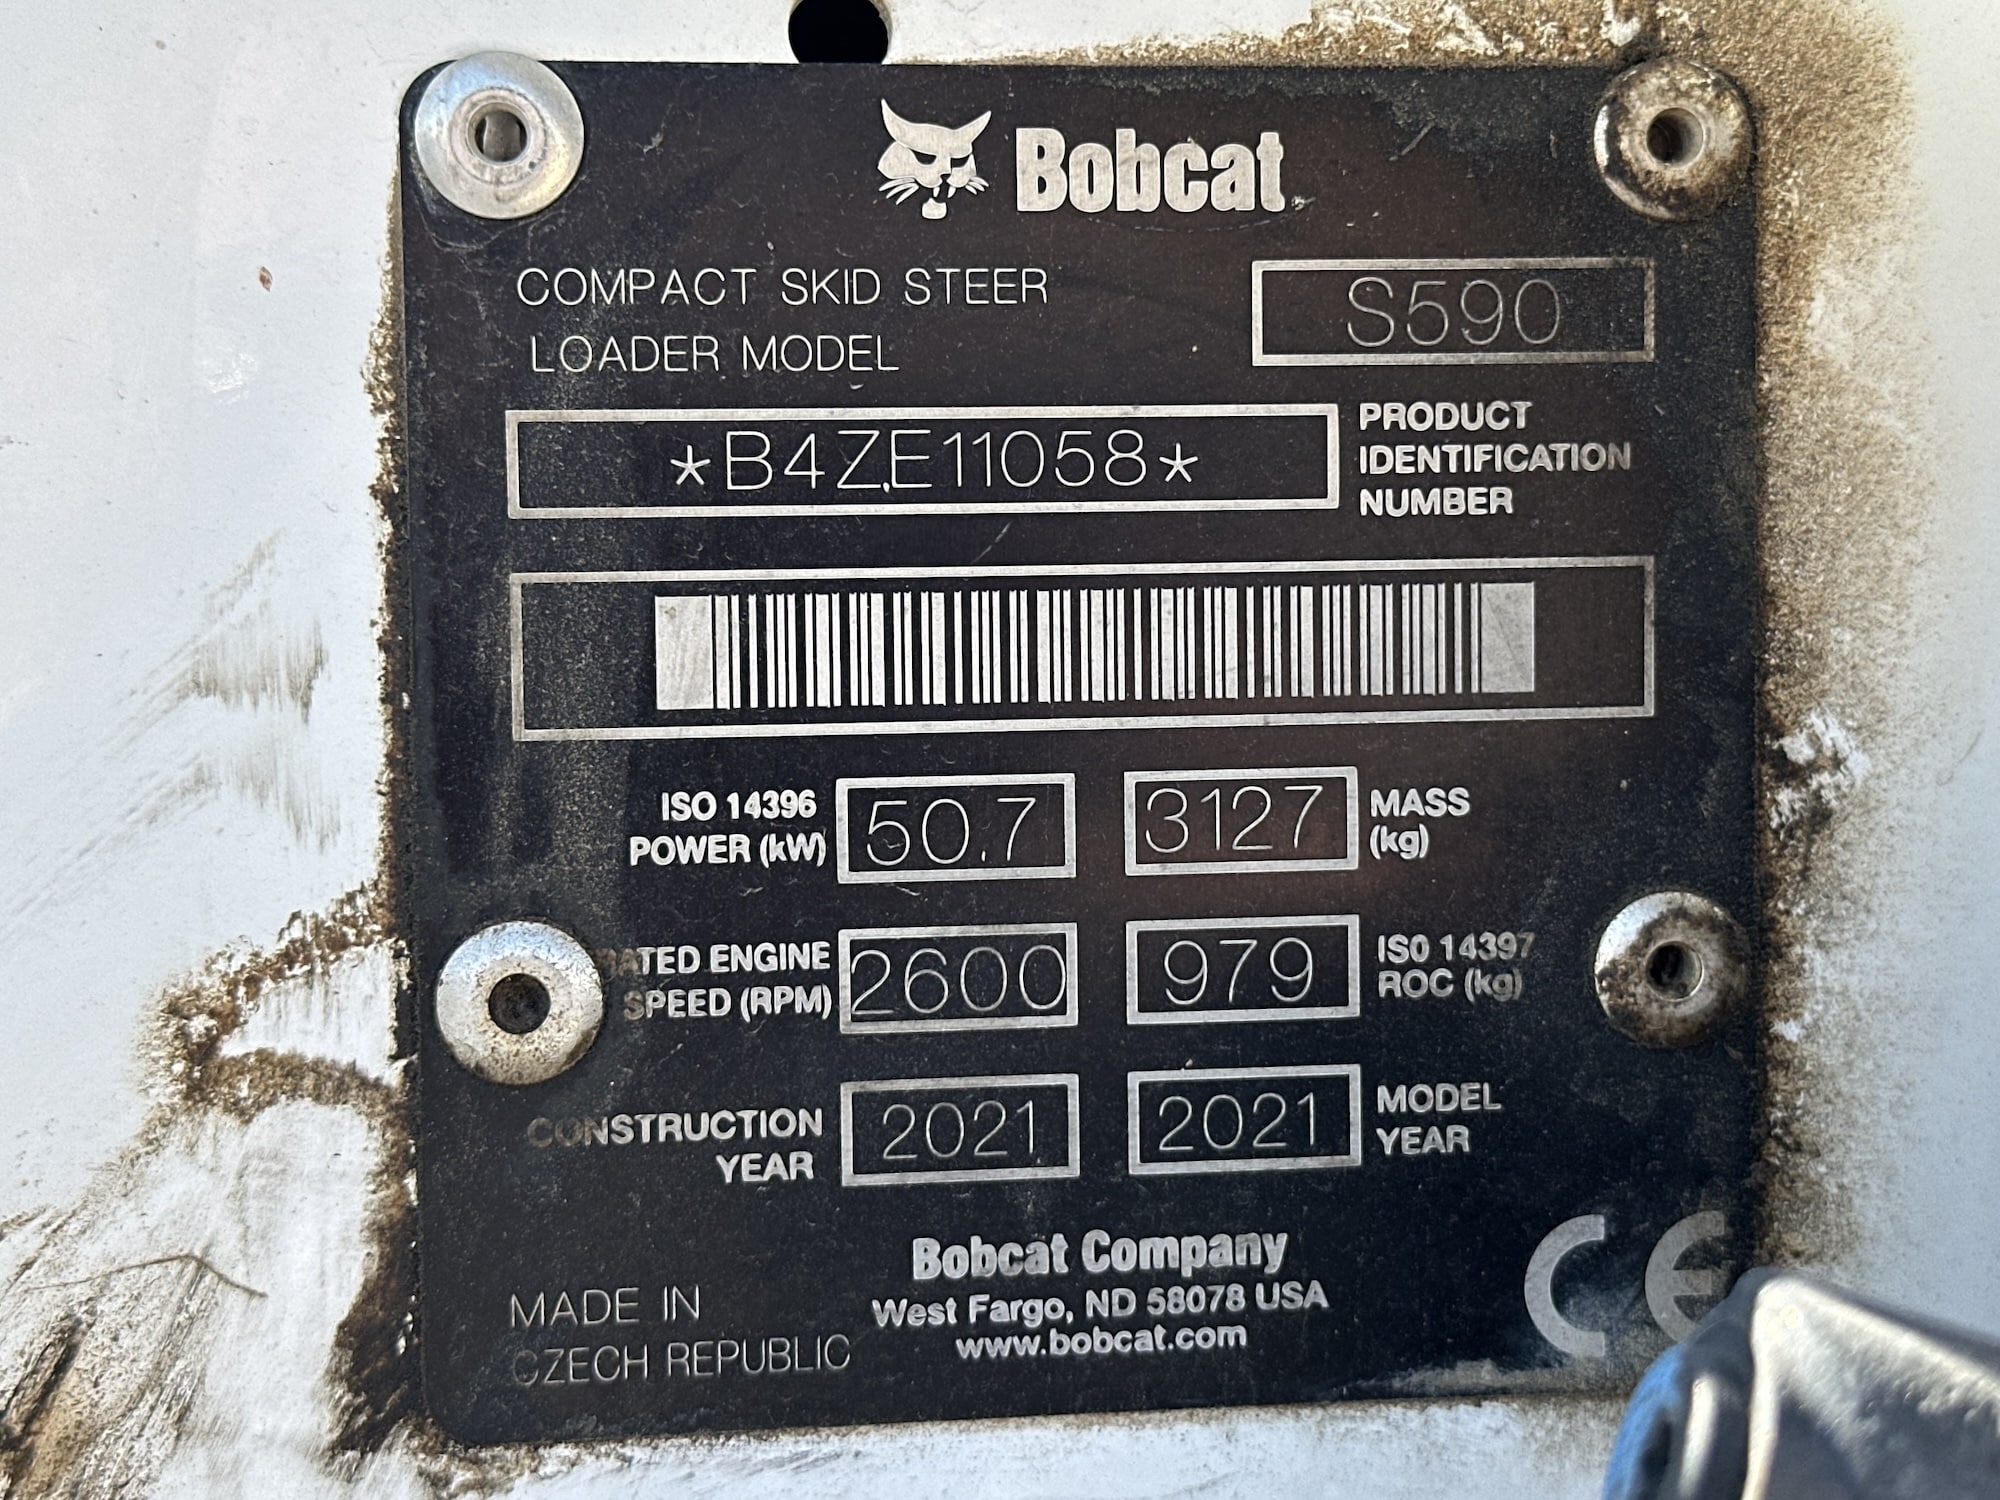 Bobcat
COMPACT SKID STEER
LOADER MODEL
S590
*B4ZE11058*
PRODUCT
IDENTIFICATION
NUMBER
ISO 14396
POWER (kW)
50.7
3127
MASS
(kg)
RATED ENGINE
SPEED (RPM)
2600
979
ISO 14397
ROC (kg)
CONSTRUCTION
YEAR
2021
2021
MODEL
YEAR
Bobcat Company
West Fargo, ND 58078 USA
www.bobcat.com
MADE IN
CZECH REPUBLIC
CE